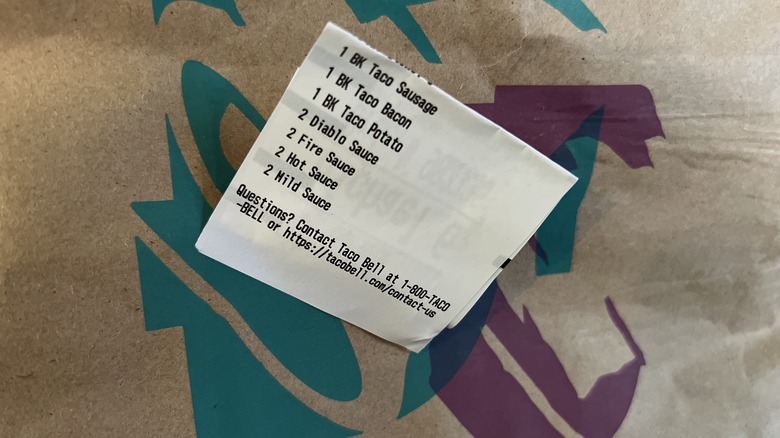 1 BK Taco Sausage
1 BK Taco Bacon
1 BK Taco Potato
2 Diablo Sauce
2 Fire Sauce
2 Hot Sauce
2 Mild Sauce
Questions? Contact Taco Bell at 1-800-TACO
-BELL or https://tacobell.com/contact-us